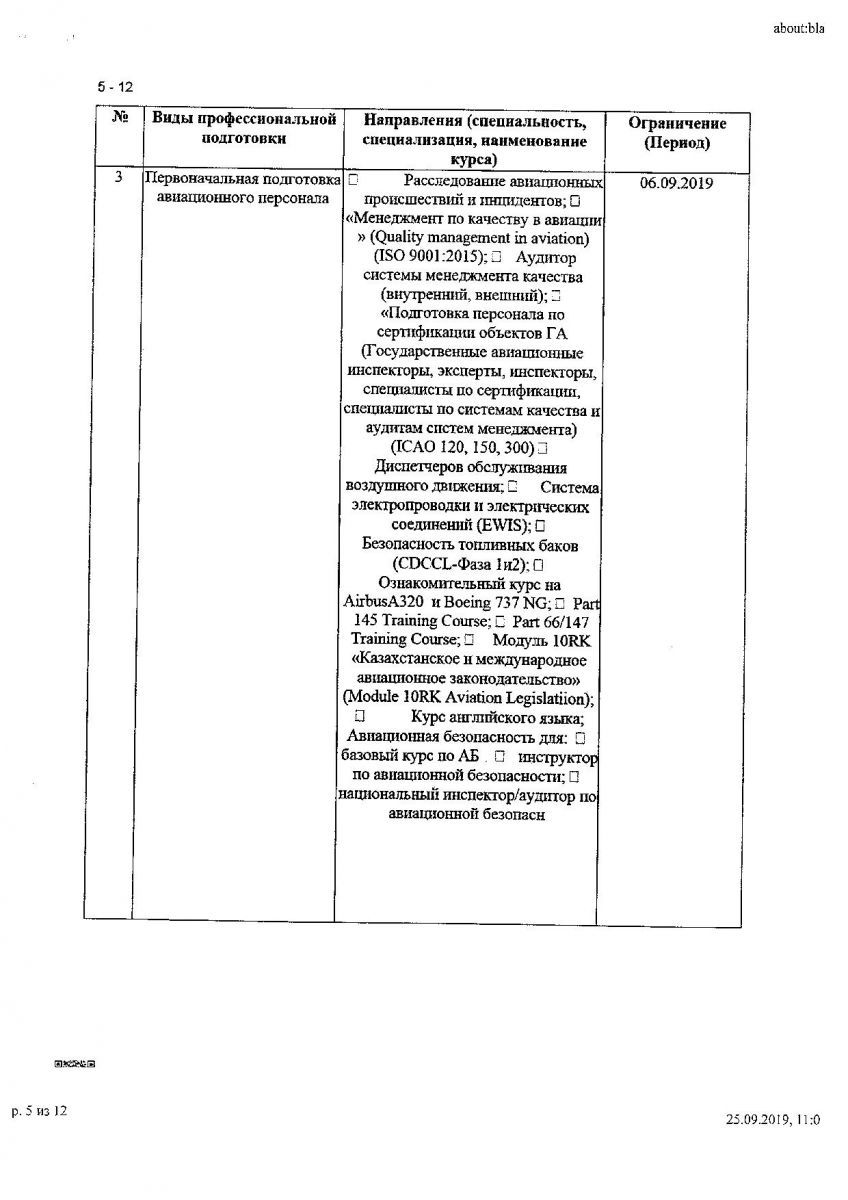 about:bla
5 - 12
№
Виды профессиональной
подготовки
Направления (специальность,
специализация, наименование
курса)
Ограничение
(Период)
3
Первоначальная подготовка
авиационного персонала
□ Расследование авиационных
происшествий и инцидентов; □
«Менеджмент по качеству в авиации
» (Quality management in aviation)
(ISO 9001:2015); □ Аудитор
системы менеджмента качества
(внутренний, внешний); □
«Подготовка персонала по
сертификации объектов ГА
(Государственные авиационные
инспекторы, эксперты, инспекторы,
специалисты по сертификации,
специалисты по системам качества и
аудитам систем менеджмента)
(ICAO 120, 150, 300) □
Диспетчеров обслуживания
воздушного движения; □ Система
электропроводки и электрических
соединений (EWIS); □
Безопасность топливных баков
(CDCCL-Фаза 1и2); □
Ознакомительный курс на
AirbusA320 и Boeing 737 NG; □ Part
145 Training Course; □ Part 66/147
Training Course; □ Модуль 10RK
«Казахстанское и международное
авиационное законодательство»
(Module 10RK Aviation Legislatiion);
□ Курс английского языка;
Авиационная безопасность для: □
базовый курс по АБ . □ инструктор
по авиационной безопасности; □
национальный инспектор/аудитор по
авиационной безопасн
06.09.2019
р. 5 из 12
25.09.2019, 11:0